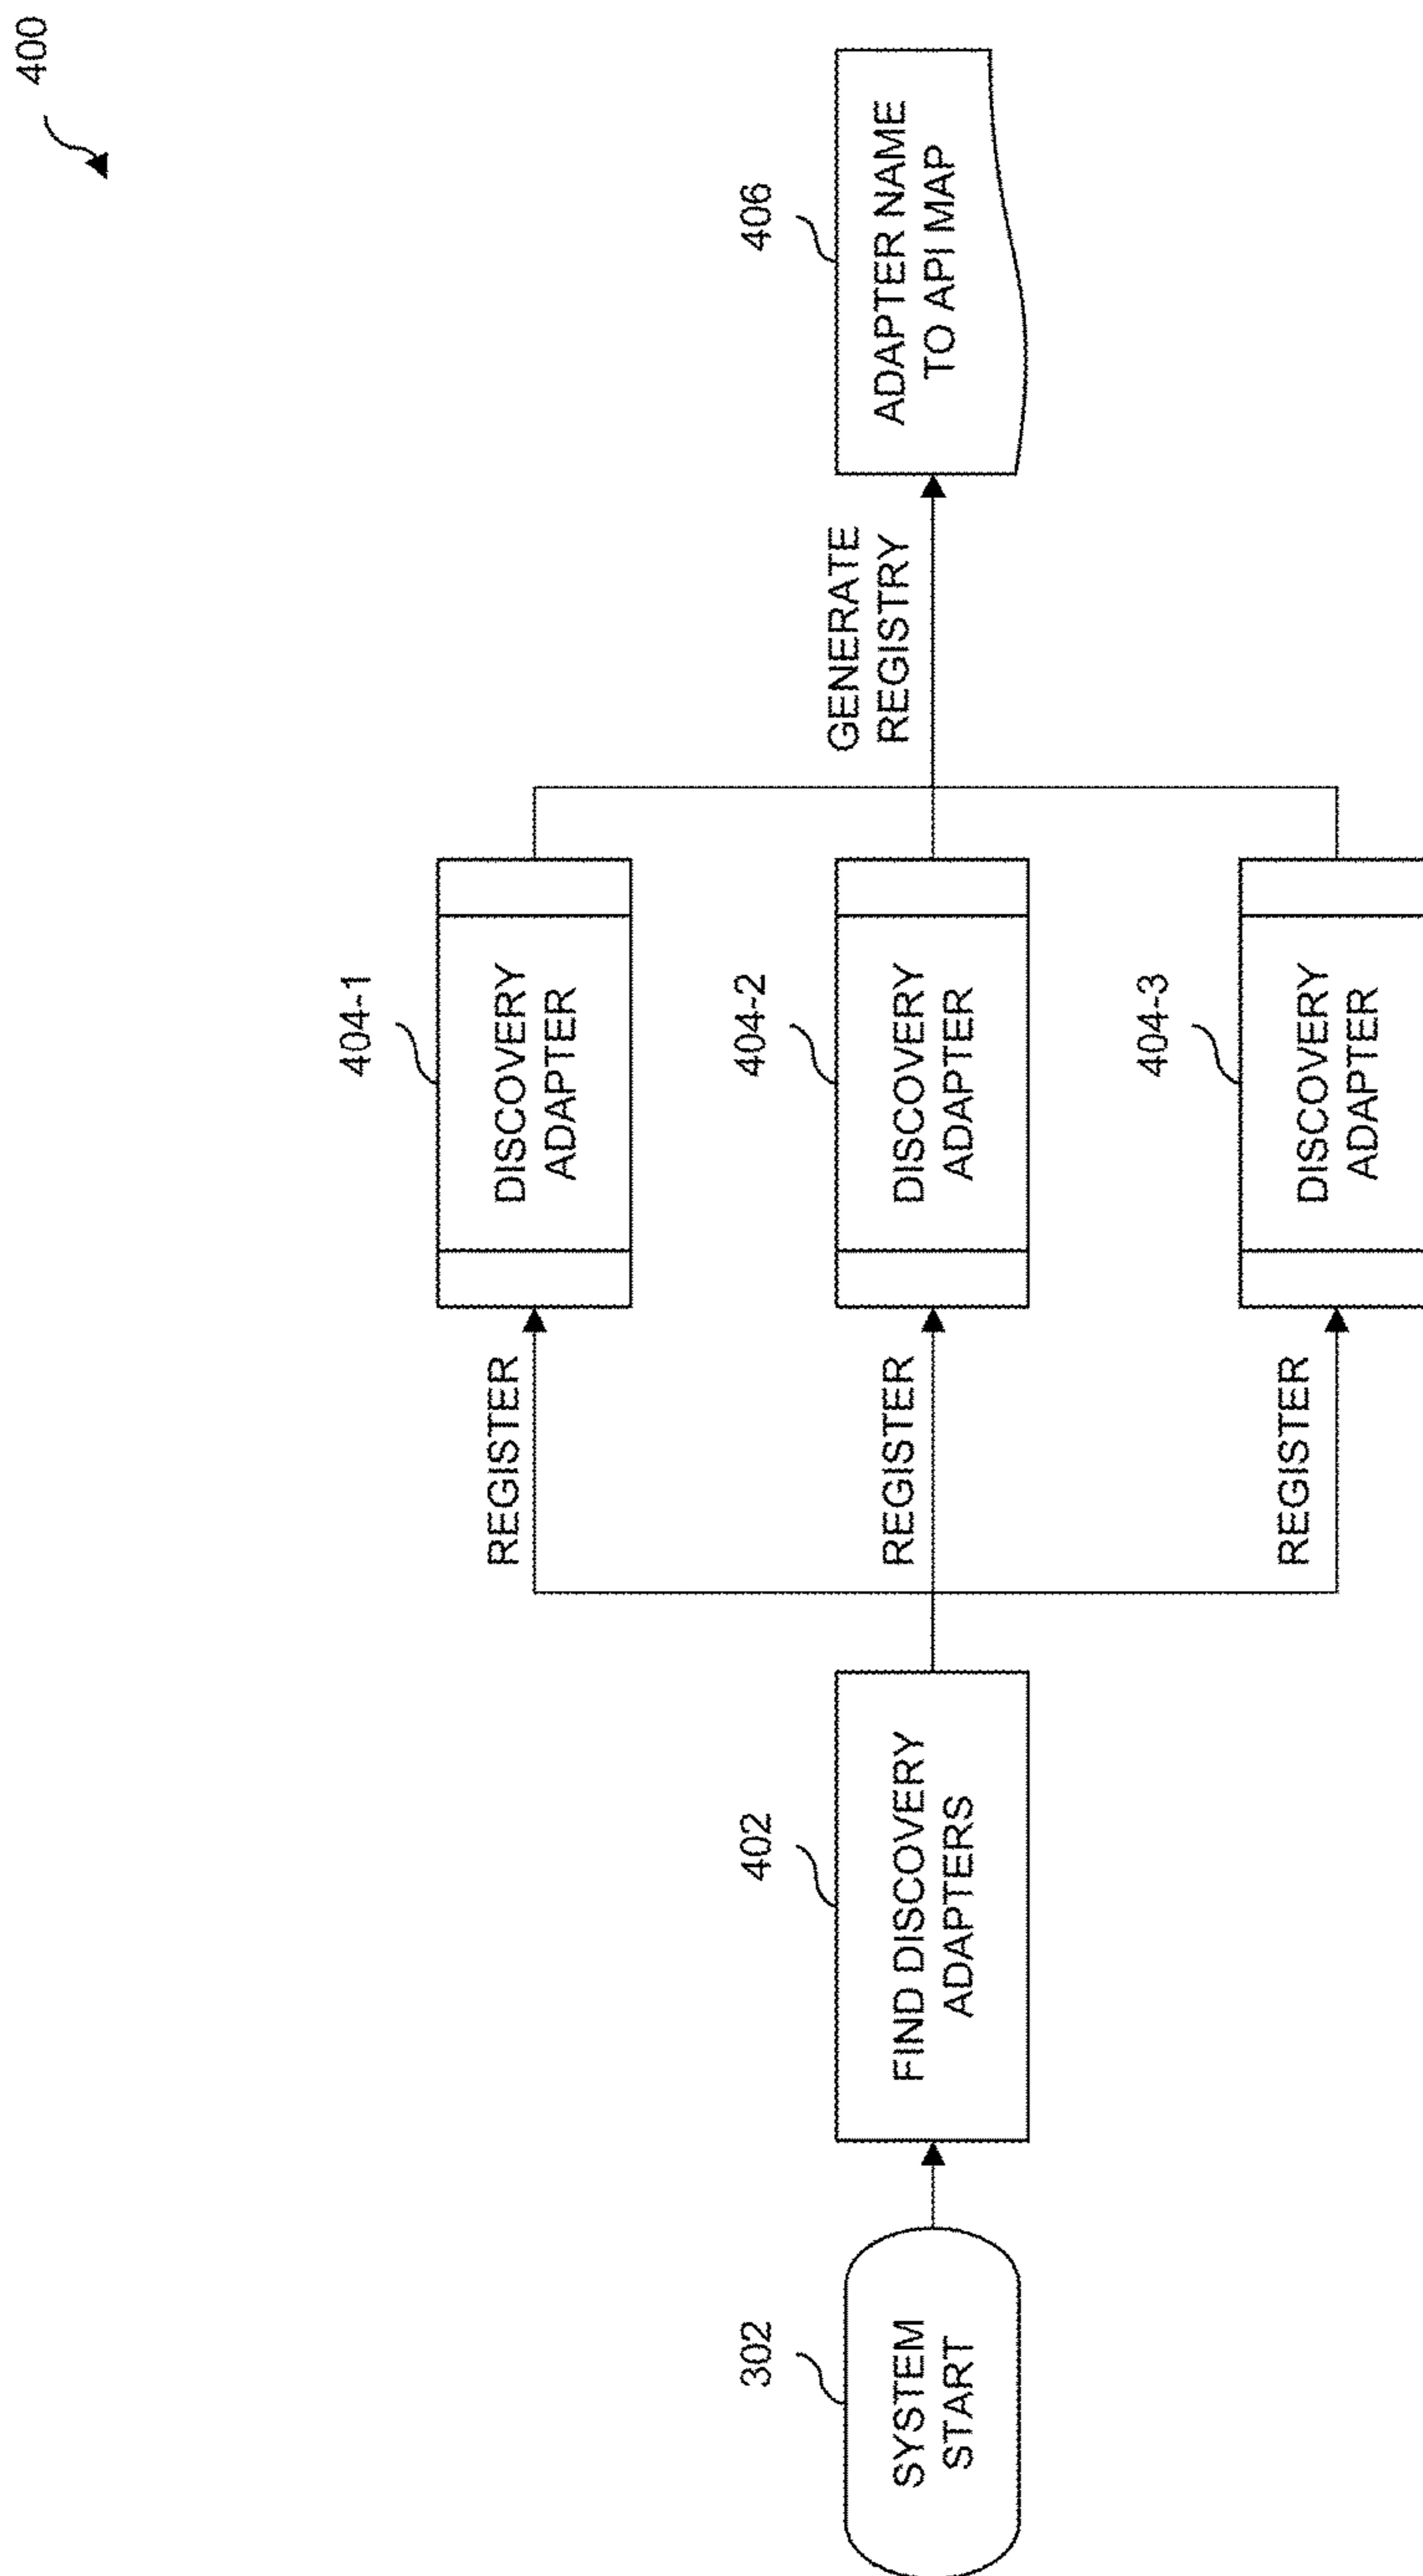 400
302
SYSTEM
START
402
FIND DISCOVERY
ADAPTERS
REGISTER
REGISTER
REGISTER
404-1
DISCOVERY
ADAPTER
404-2
DISCOVERY
ADAPTER
404-3
DISCOVERY
ADAPTER
GENERATE
REGISTRY
406
ADAPTER NAME
TO API MAP